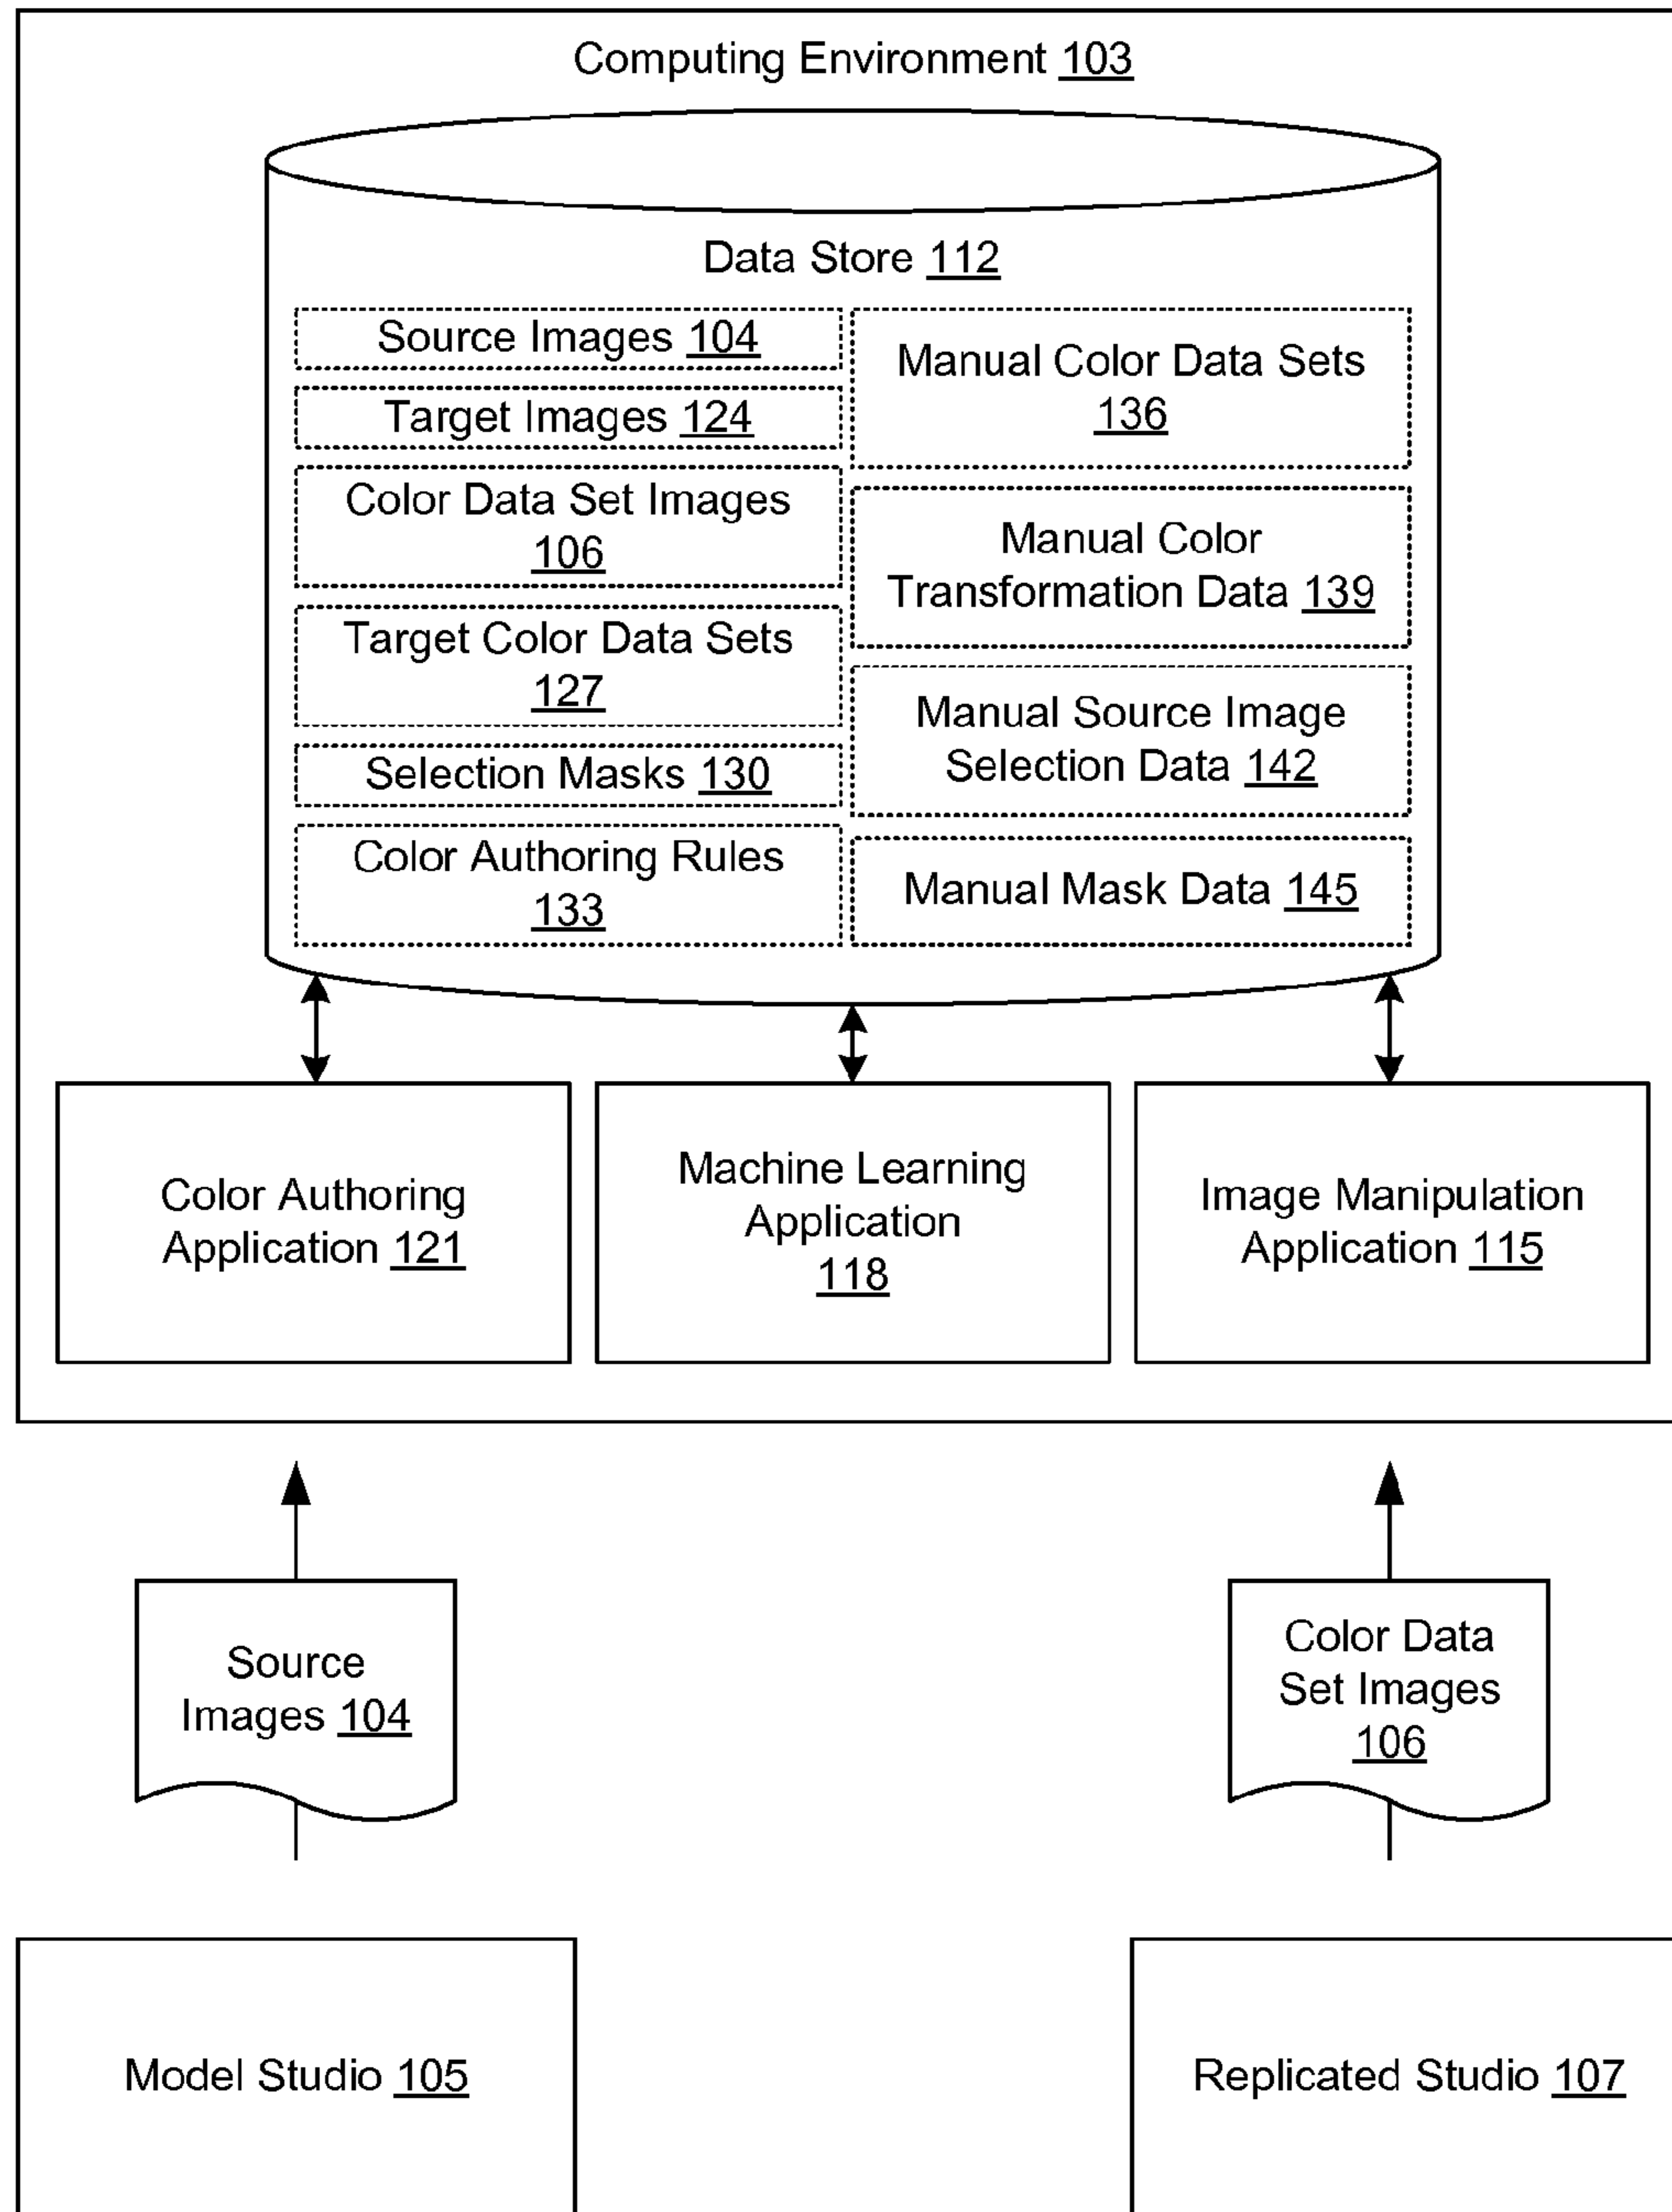 Computing Environment 103
Data Store 112
Source Images 104
Target Images 124
Color Data Set Images
106
Target Color Data Sets
127
Selection Masks 130
Color Authoring Rules
133
Manual Color Data Sets
136
Manual Color
Transformation Data 139
Manual Source Image
Selection Data 142
Manual Mask Data 145
Color Authoring
Application 121
Machine Learning
Application
118
Image Manipulation
Application 115
Source
Images 104
Color Data
Set Images
106
Model Studio 105
Replicated Studio 107